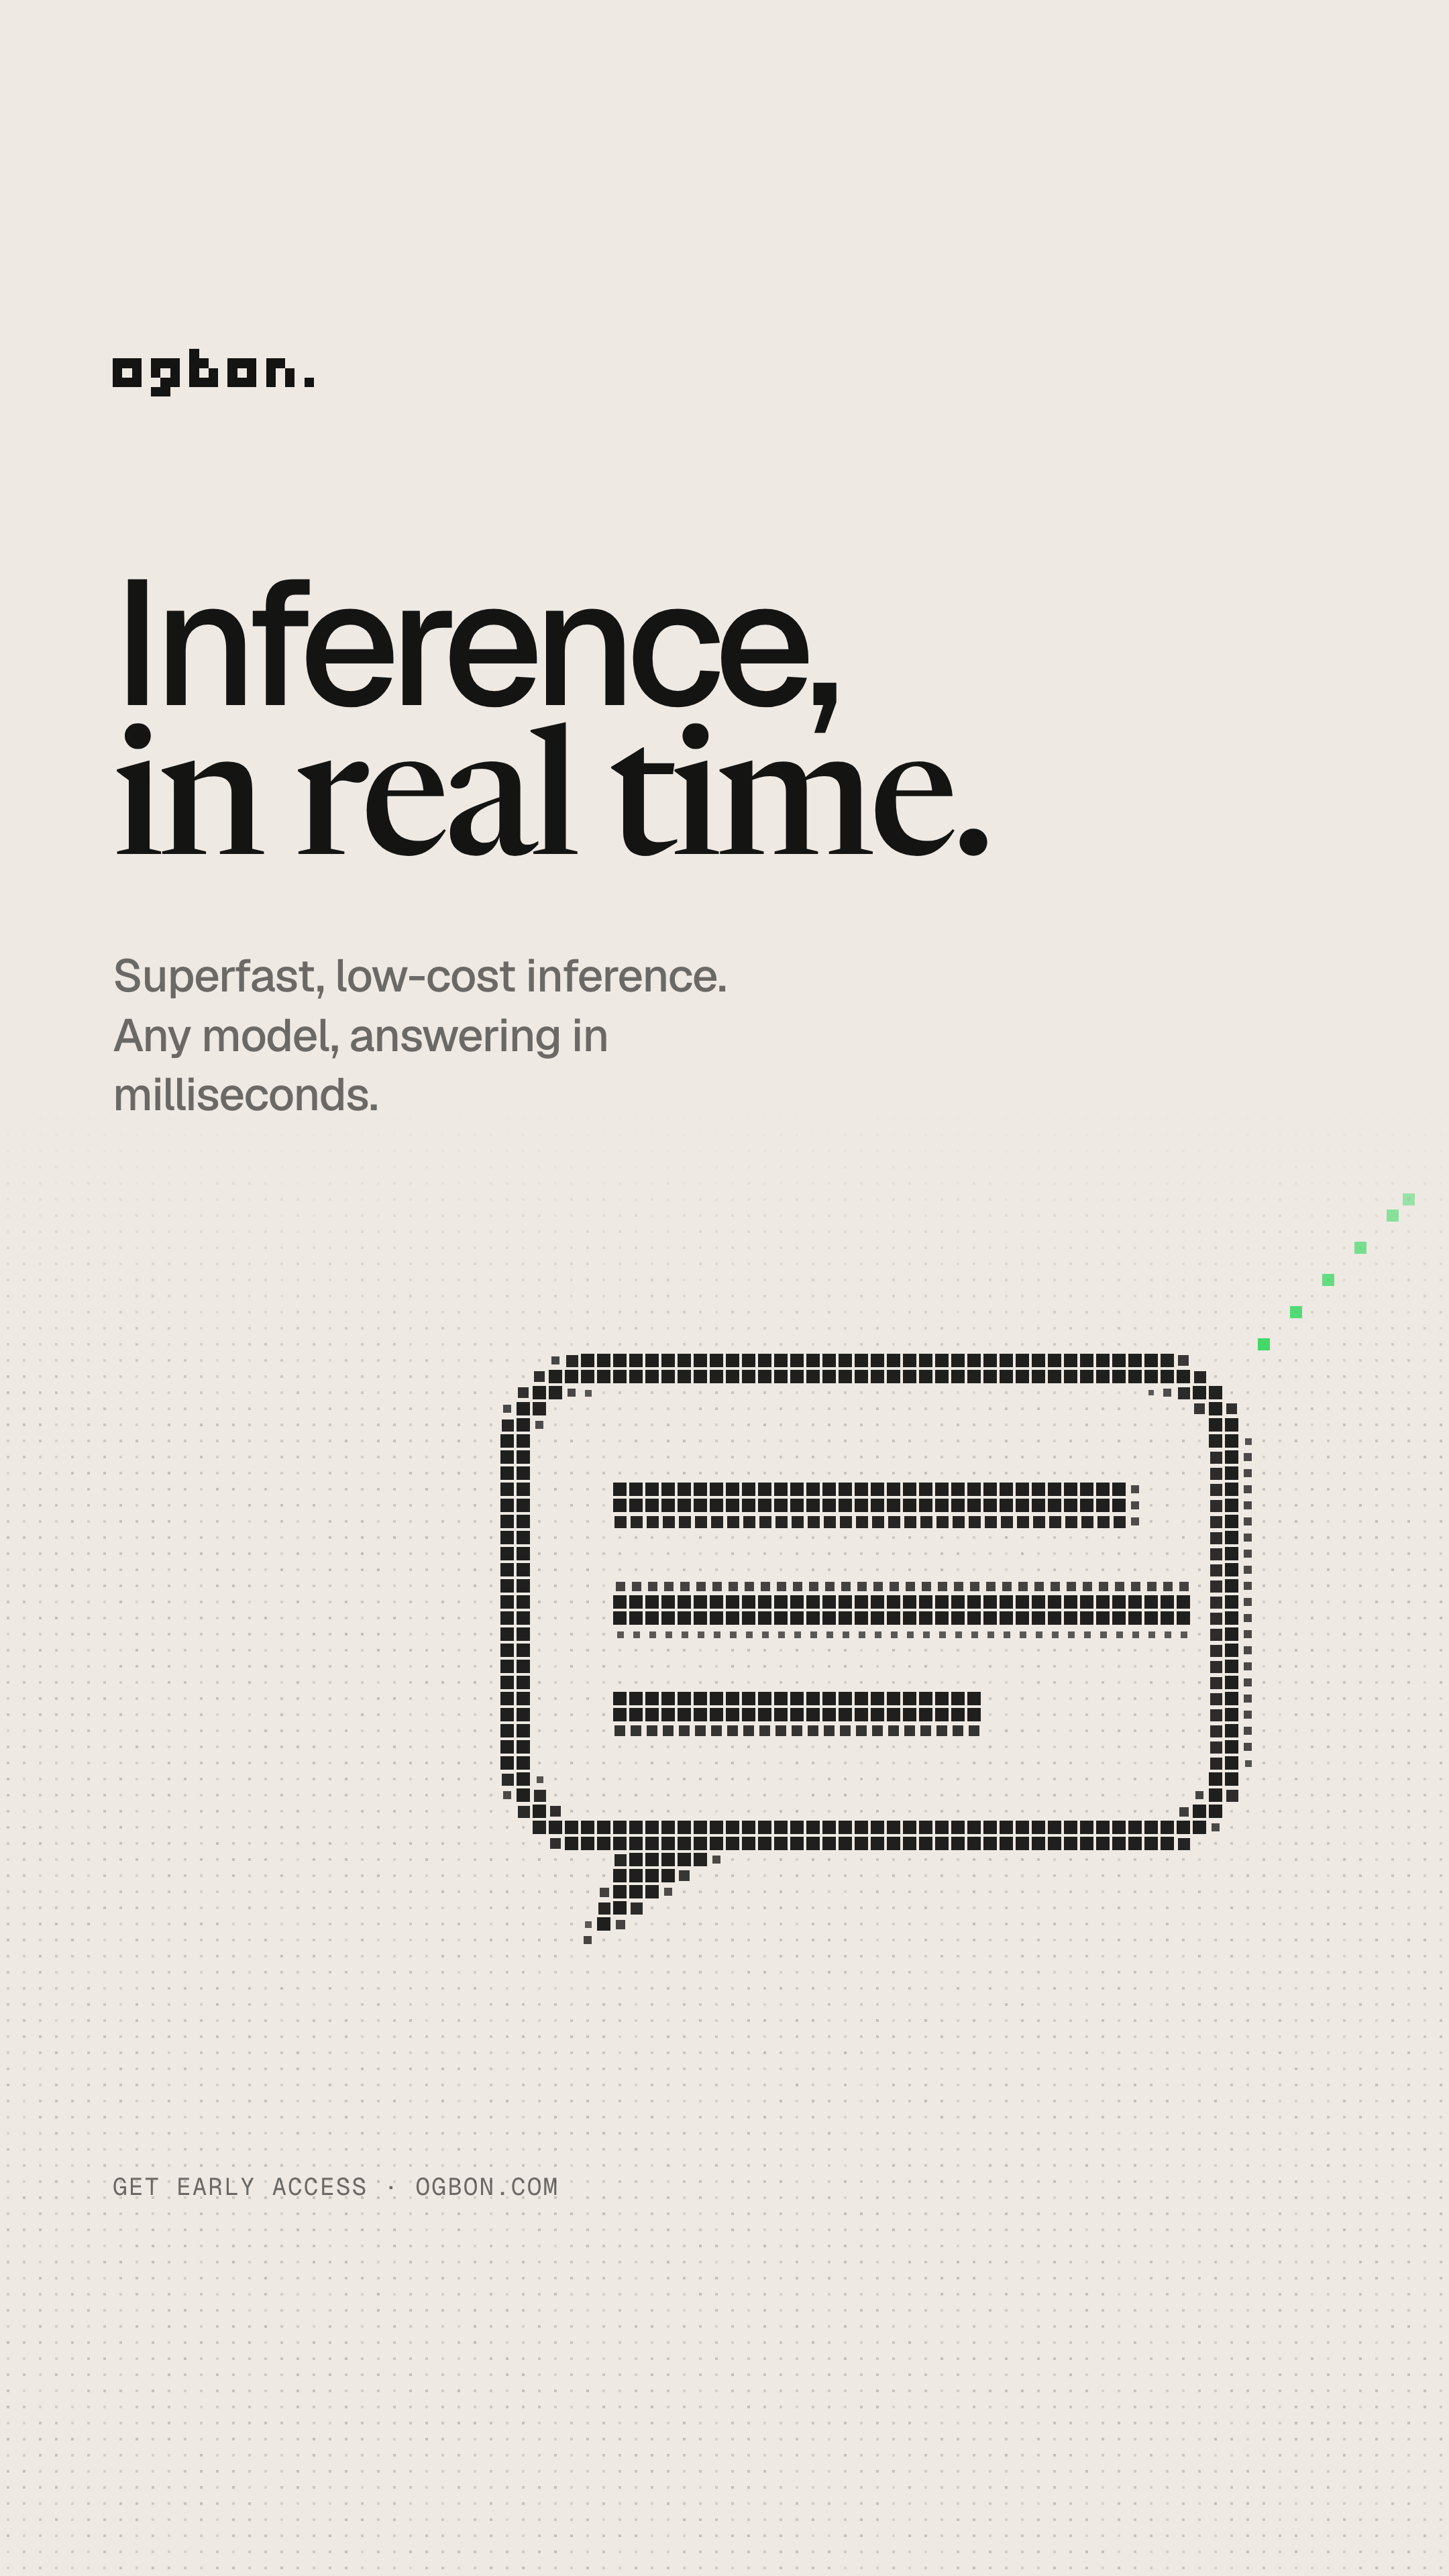 ogbon.
Inference,
in real time.
Superfast, low-cost inference.
Any model, answering in
milliseconds.
GET EARLY ACCESS · OGBON.COM